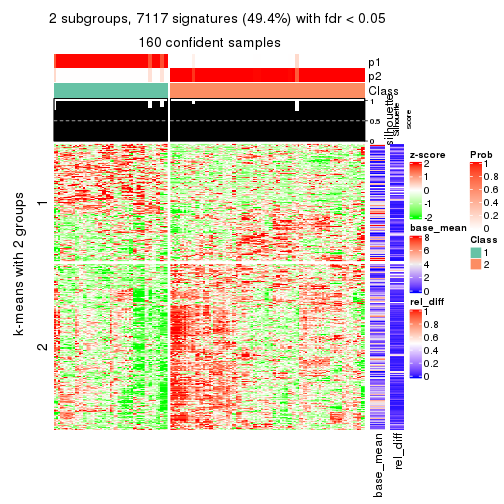 2 subgroups, 7117 signatures (49.4%) with fdr < 0.05
160 confident samples
p1
p2
Class
1
0.5
0
silhouette
Silhouette
score
k-means with 2 groups
1
2
base_mean
rel_diff
z-score
2
1
0
-1
-2
base_mean
8
6
4
2
0
rel_diff
1
0.8
0.6
0.4
0.2
0
Prob
1
0.8
0.6
0.4
0.2
0
Class
1
2